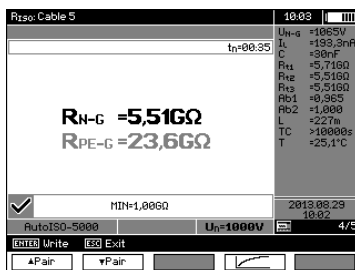 RISO: Cable 5
10:03
tn=00:35
RN-G =5,51GΩ
RPE-G =23,6GΩ
MIN=1,00GΩ
AutoISO-5000
Un=1000V
UN-G =1065V
IL =193,3nA
C =30nF
Rt1 =5,71GΩ
Rt2 =5,51GΩ
Rt3 =5,51GΩ
Ab1 =0,965
Ab2 =1,000
L =227m
TC >10000s
T =25,1°C
2013.08.29
10:02
4/5
ENTER Write ESC Exit
▲Pair
▼Pair